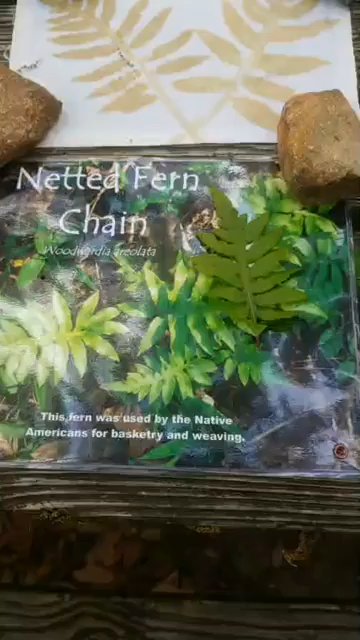 Netted Fern
Chain
Woodwardia areolata
This fern was used by the Native
Americans for basketry and weaving.